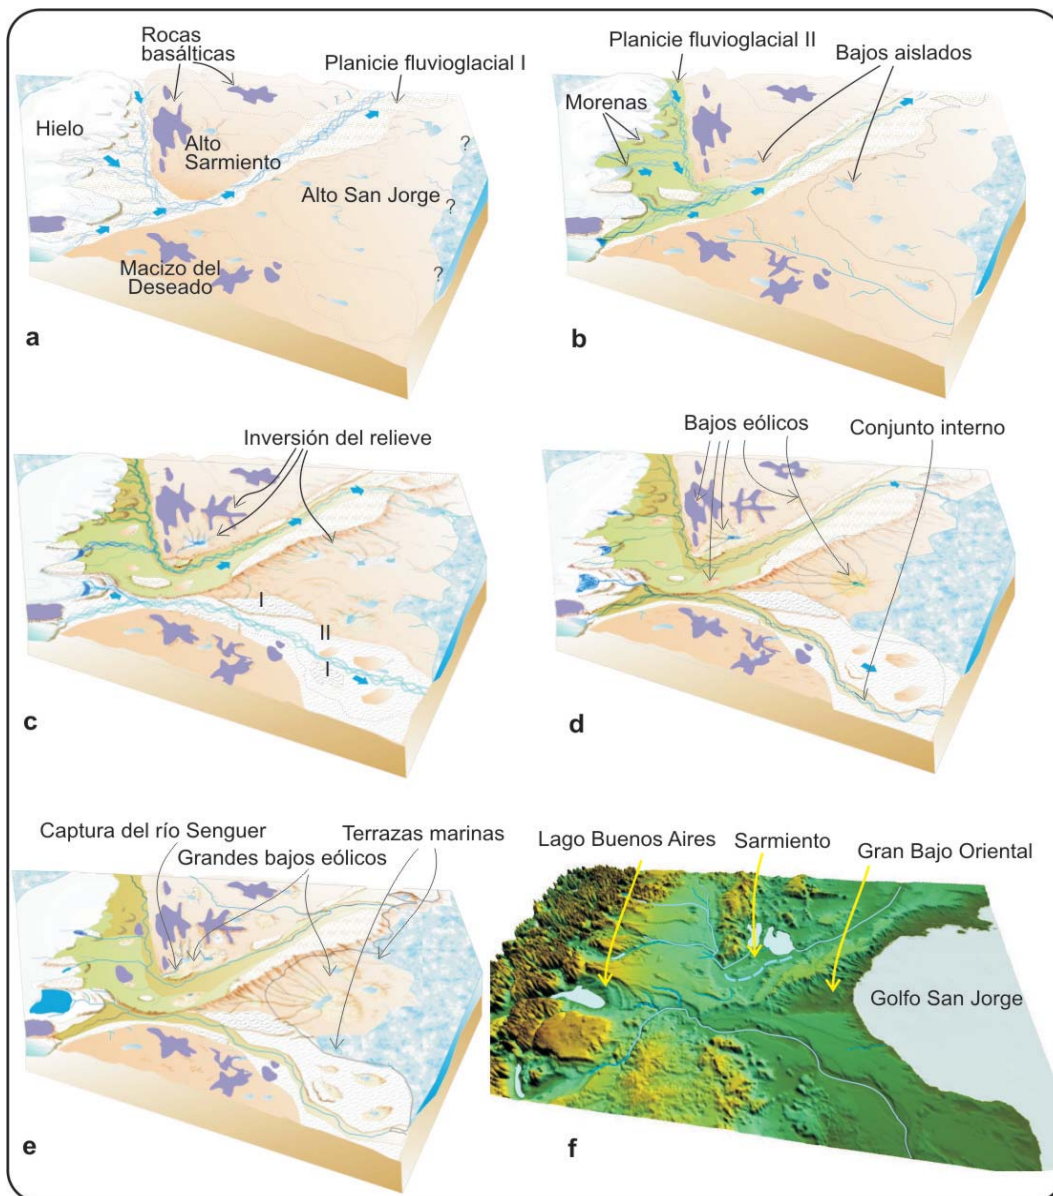 Rocas
basálticas
Planicie fluvioglacial I
Hielo
Alto
Sarmiento
Alto San Jorge
?
?
?
Macizo del
Deseado
a
Planicie fluvioglacial II
Bajos aislados
Morenas
b
Inversión del relieve
I
II
I
c
Bajos eólicos
Conjunto interno
d
Captura del río Senguer
Terrazas marinas
Grandes bajos eólicos
e
Lago Buenos Aires
Sarmiento
Gran Bajo Oriental
Golfo San Jorge
f